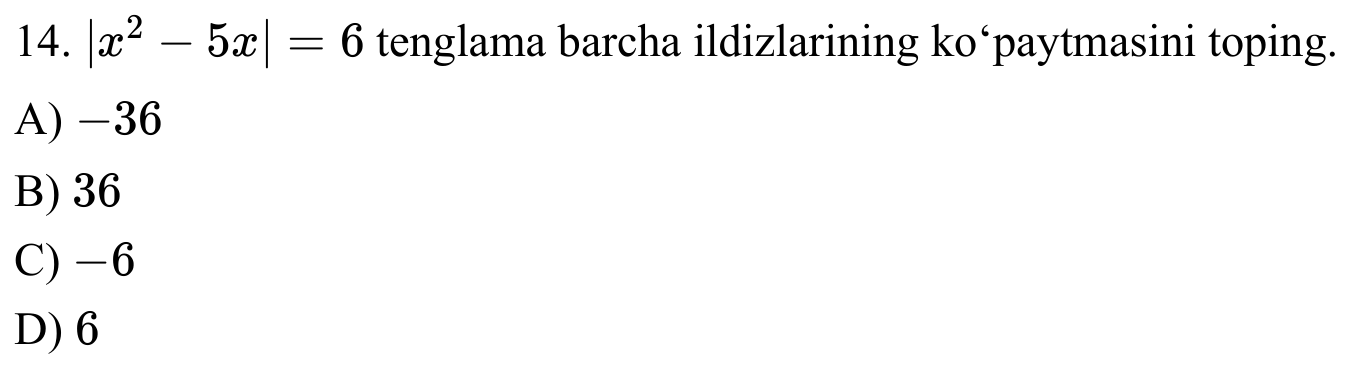 14. |x² − 5x| = 6 tenglama barcha ildizlarining ko‘paytmasini toping.
A) −36
B) 36
C) −6
D) 6